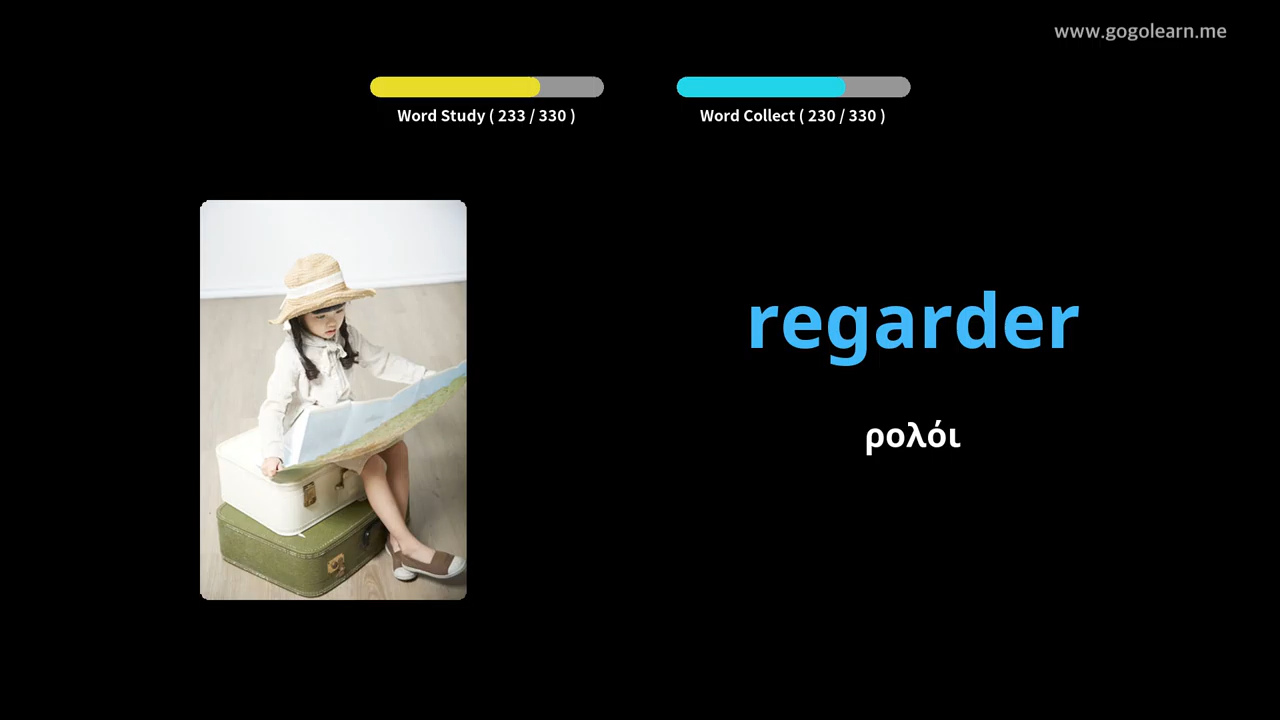 www.gogolearn.me
Word Study ( 233 / 330 )
Word Collect ( 230 / 330 )
regarder
ρολόι